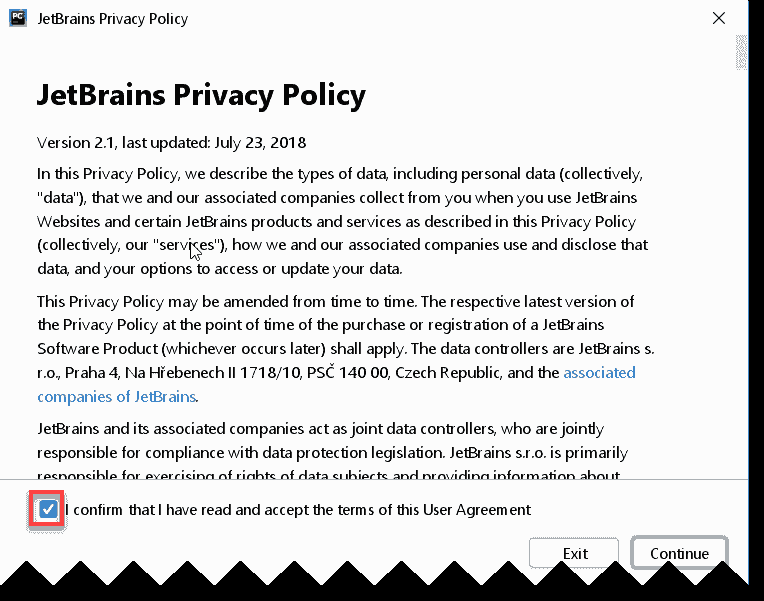 PC
JetBrains Privacy Policy
JetBrains Privacy Policy
Version 2.1, last updated: July 23, 2018
In this Privacy Policy, we describe the types of data, including personal data (collectively,
"data"), that we and our associated companies collect from you when you use JetBrains
Websites and certain JetBrains products and services as described in this Privacy Policy
(collectively, our "services"), how we and our associated companies use and disclose that
data, and your options to access or update your data.
This Privacy Policy may be amended from time to time. The respective latest version of
the Privacy Policy at the point of time of the purchase or registration of a JetBrains
Software Product (whichever occurs later) shall apply. The data controllers are JetBrains s.
r.o., Praha 4, Na Hřebenech II 1718/10, PSČ 140 00, Czech Republic, and the associated
companies of JetBrains.
JetBrains and its associated companies act as joint data controllers, who are jointly
responsible for compliance with data protection legislation. JetBrains s.r.o. is primarily
responsible for exercising of rights of data subjects and providing information about
I confirm that I have read and accept the terms of this User Agreement
Exit
Continue